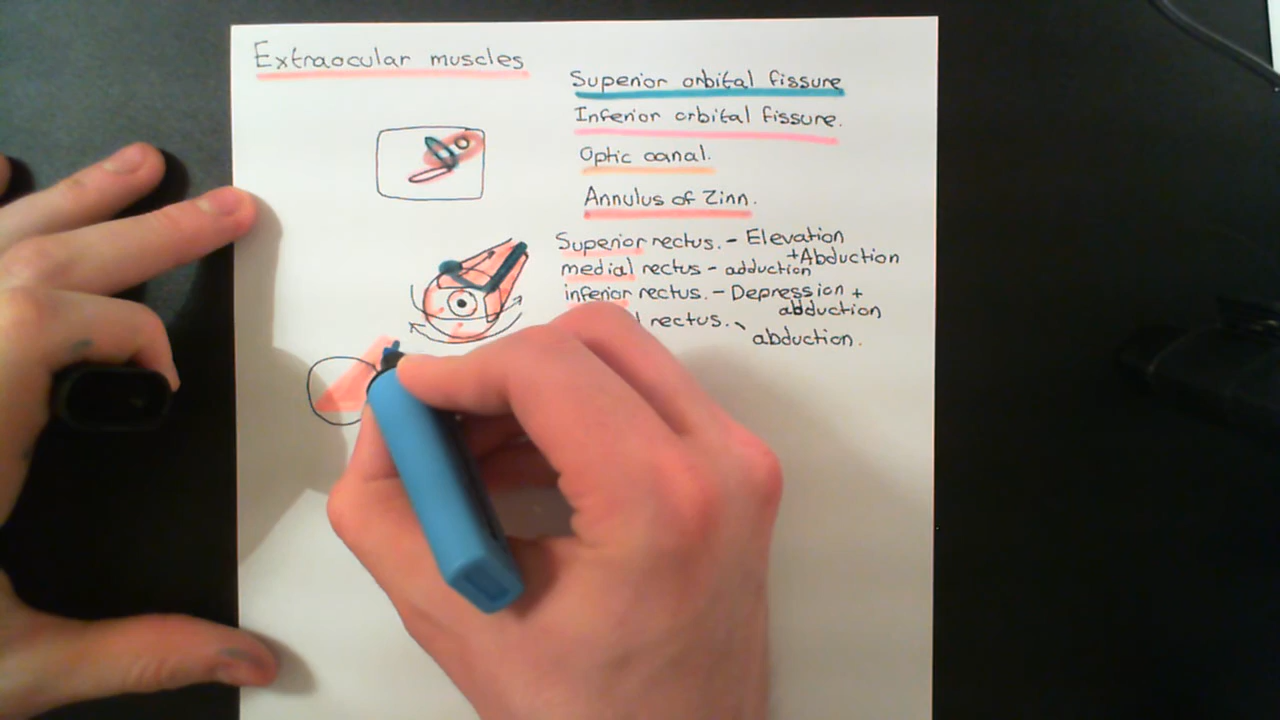 Extraocular muscles
Superior orbital fissure
Inferior orbital fissure.
Optic canal.
Annulus of Zinn.
Superior rectus. - Elevation
+Abduction
medial rectus - adduction
inferior rectus. - Depression +
abduction
rectus.
abduction.